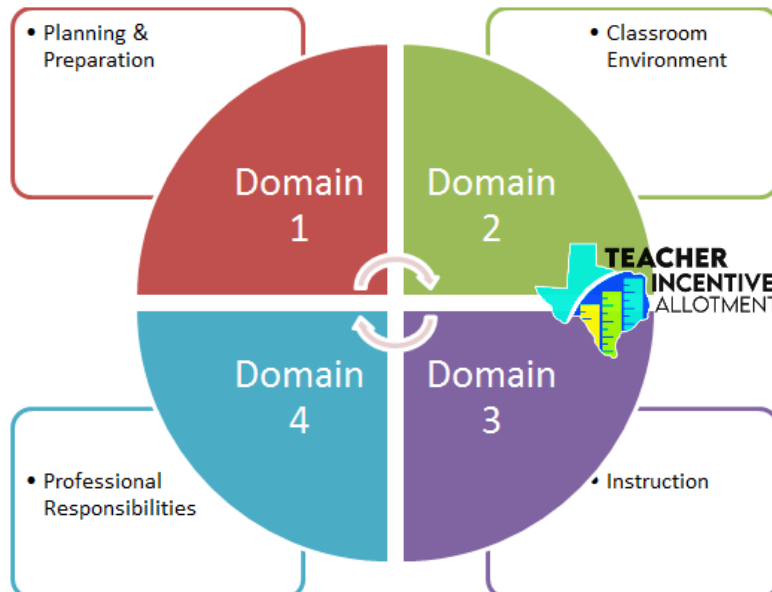 • Planning &
Preparation
• Classroom
Environment
Domain
1
Domain
2
TEACHER
INCENTIVE
ALLOTMENT
Domain
4
Domain
3
• Professional
Responsibilities
• Instruction